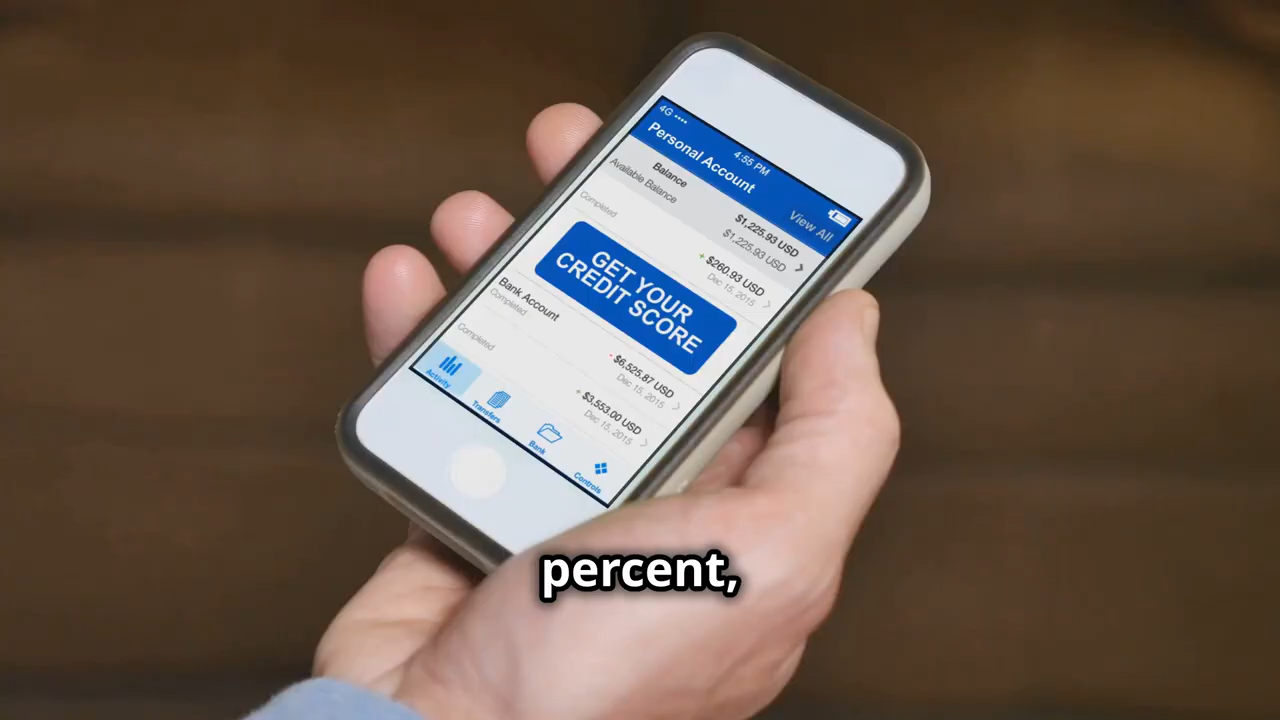 4G
4:55 PM
Personal Account
View All
Balance
$1,225.93 USD
Available Balance
$1,225.93 USD
Completed
+ $260.93 USD
Dec 15, 2015
GET YOUR
CREDIT SCORE
Bank Account
Completed
- $6,525.87 USD
Dec 15, 2015
Completed
+ $3,553.00 USD
Dec 15, 2015
Activity
Transfers
Bank
Controls
percent,